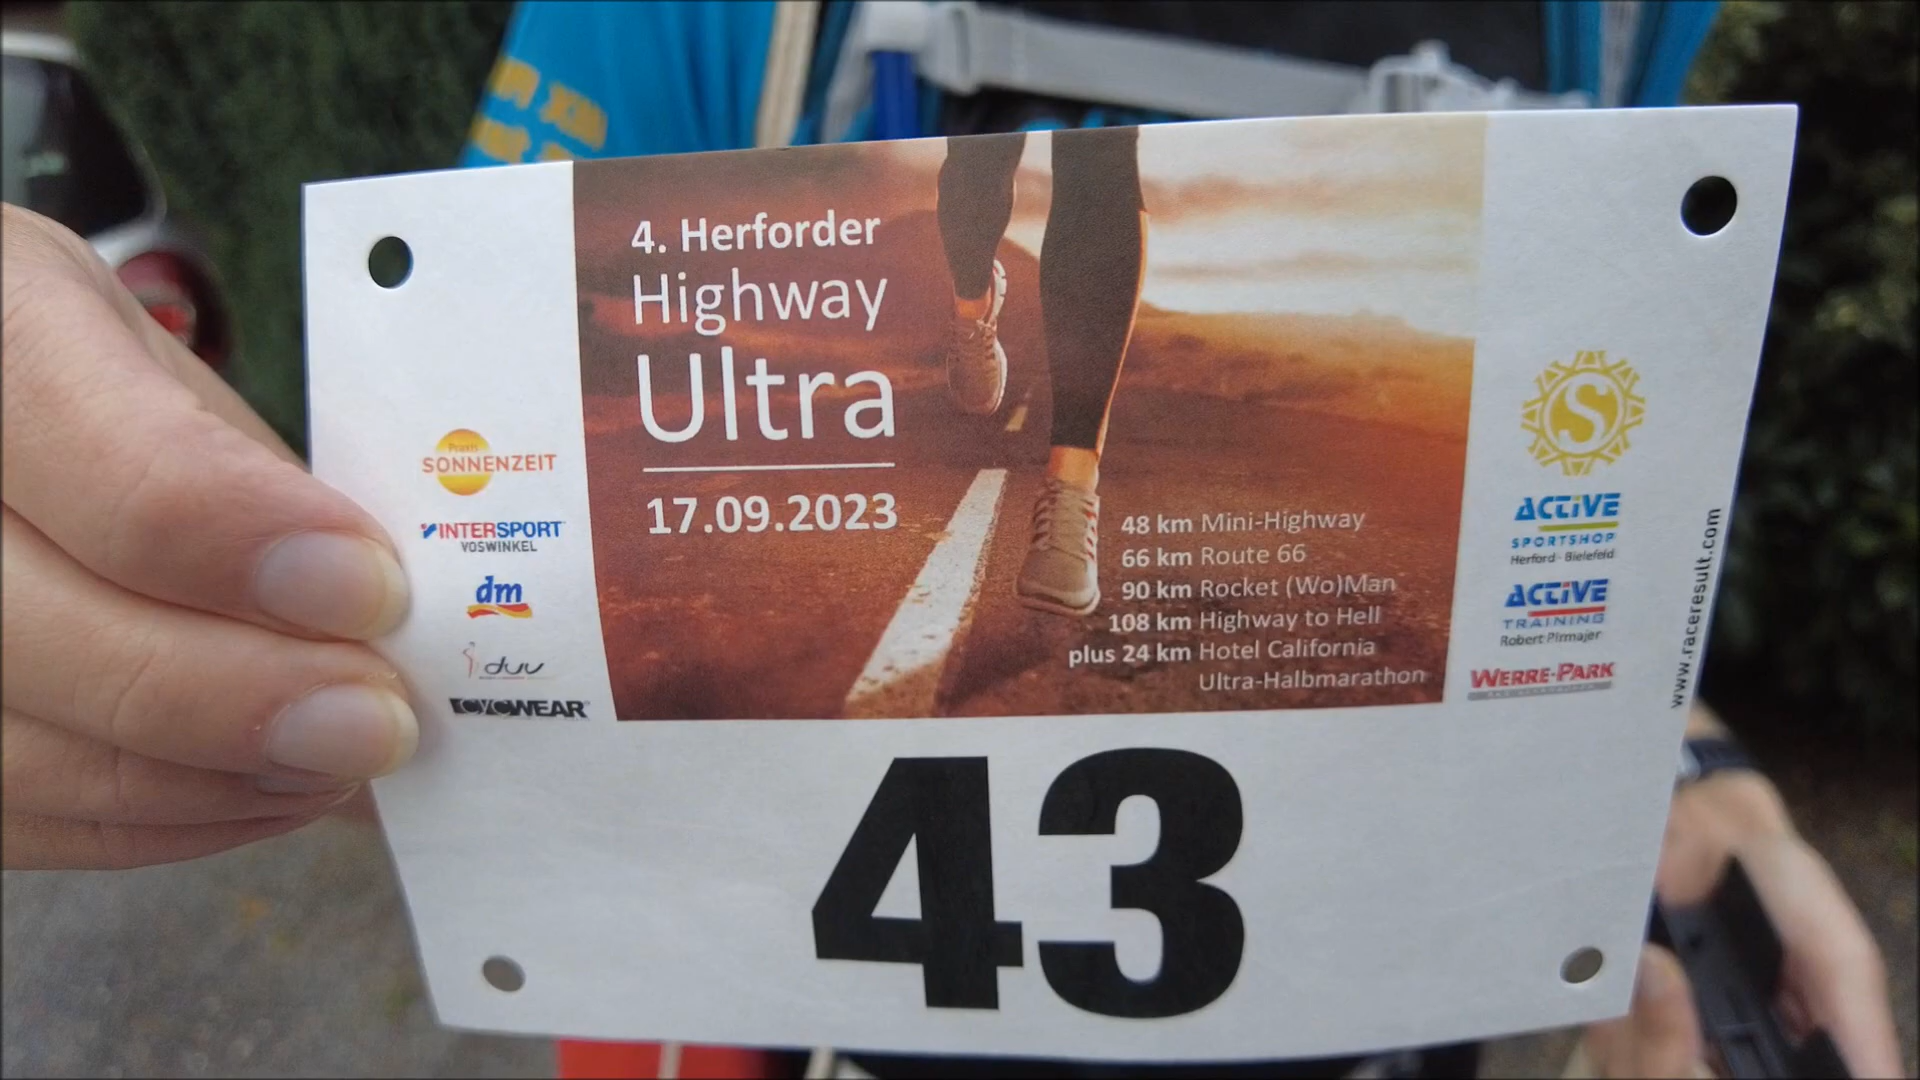 4. Herforder
Highway
Ultra
17.09.2023
48 km Mini-Highway
66 km Route 66
90 km Rocket (Wo)Man
108 km Highway to Hell
plus 24 km Hotel California
Ultra-Halbmarathon
Praxis
SONNENZEIT
INTERSPORT
VOSWINKEL
dm
duv
CYCWEAR
S
ACTIVE
SPORTSHOP
Herford - Bielefeld
ACTIVE
TRAINING
Robert Pirmajer
WERRE-PARK
www.raceresult.com
43